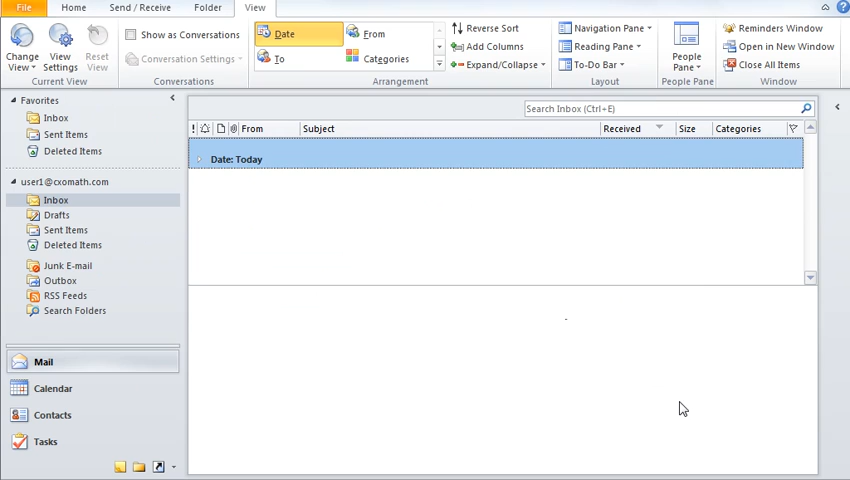 File Home Send / Receive Folder View
Change View View Settings Reset View
Current View
Show as Conversations
Conversation Settings
Conversations
Date From
To Categories
Reverse Sort
Add Columns
Expand/Collapse
Arrangement
Navigation Pane
Reading Pane
To-Do Bar
Layout
People Pane
People Pane
Reminders Window
Open in New Window
Close All Items
Window
Favorites
Inbox
Sent Items
Deleted Items
user1@cxomath.com
Inbox
Drafts
Sent Items
Deleted Items
Junk E-mail
Outbox
RSS Feeds
Search Folders
Mail
Calendar
Contacts
Tasks
Search Inbox (Ctrl+E)
! From Subject Received Size Categories
Date: Today